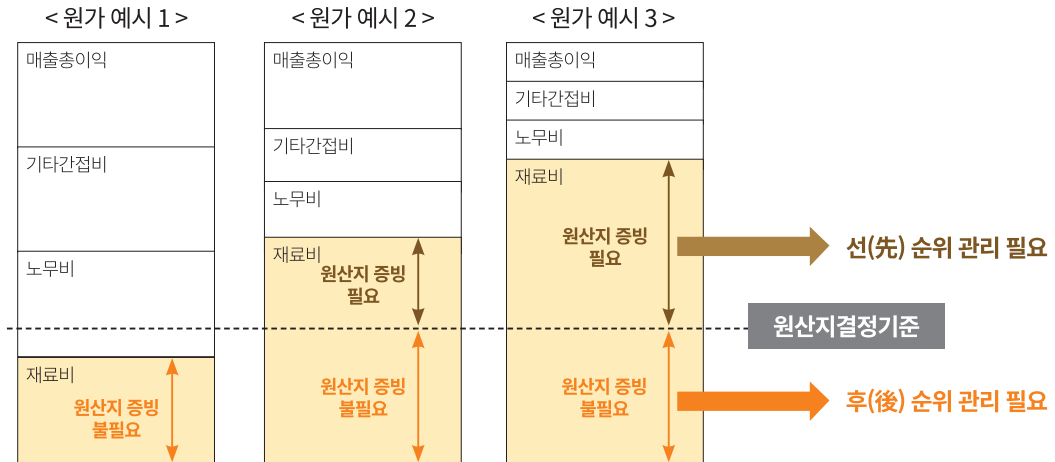 < 원가 예시 1 >
매출총이익
기타간접비
노무비
재료비
원산지 증빙
불필요
< 원가 예시 2 >
매출총이익
기타간접비
노무비
재료비
원산지 증빙
필요
원산지 증빙
불필요
< 원가 예시 3 >
매출총이익
기타간접비
노무비
재료비
원산지 증빙
필요
원산지 증빙
불필요
선(先) 순위 관리 필요
원산지결정기준
후(後) 순위 관리 필요